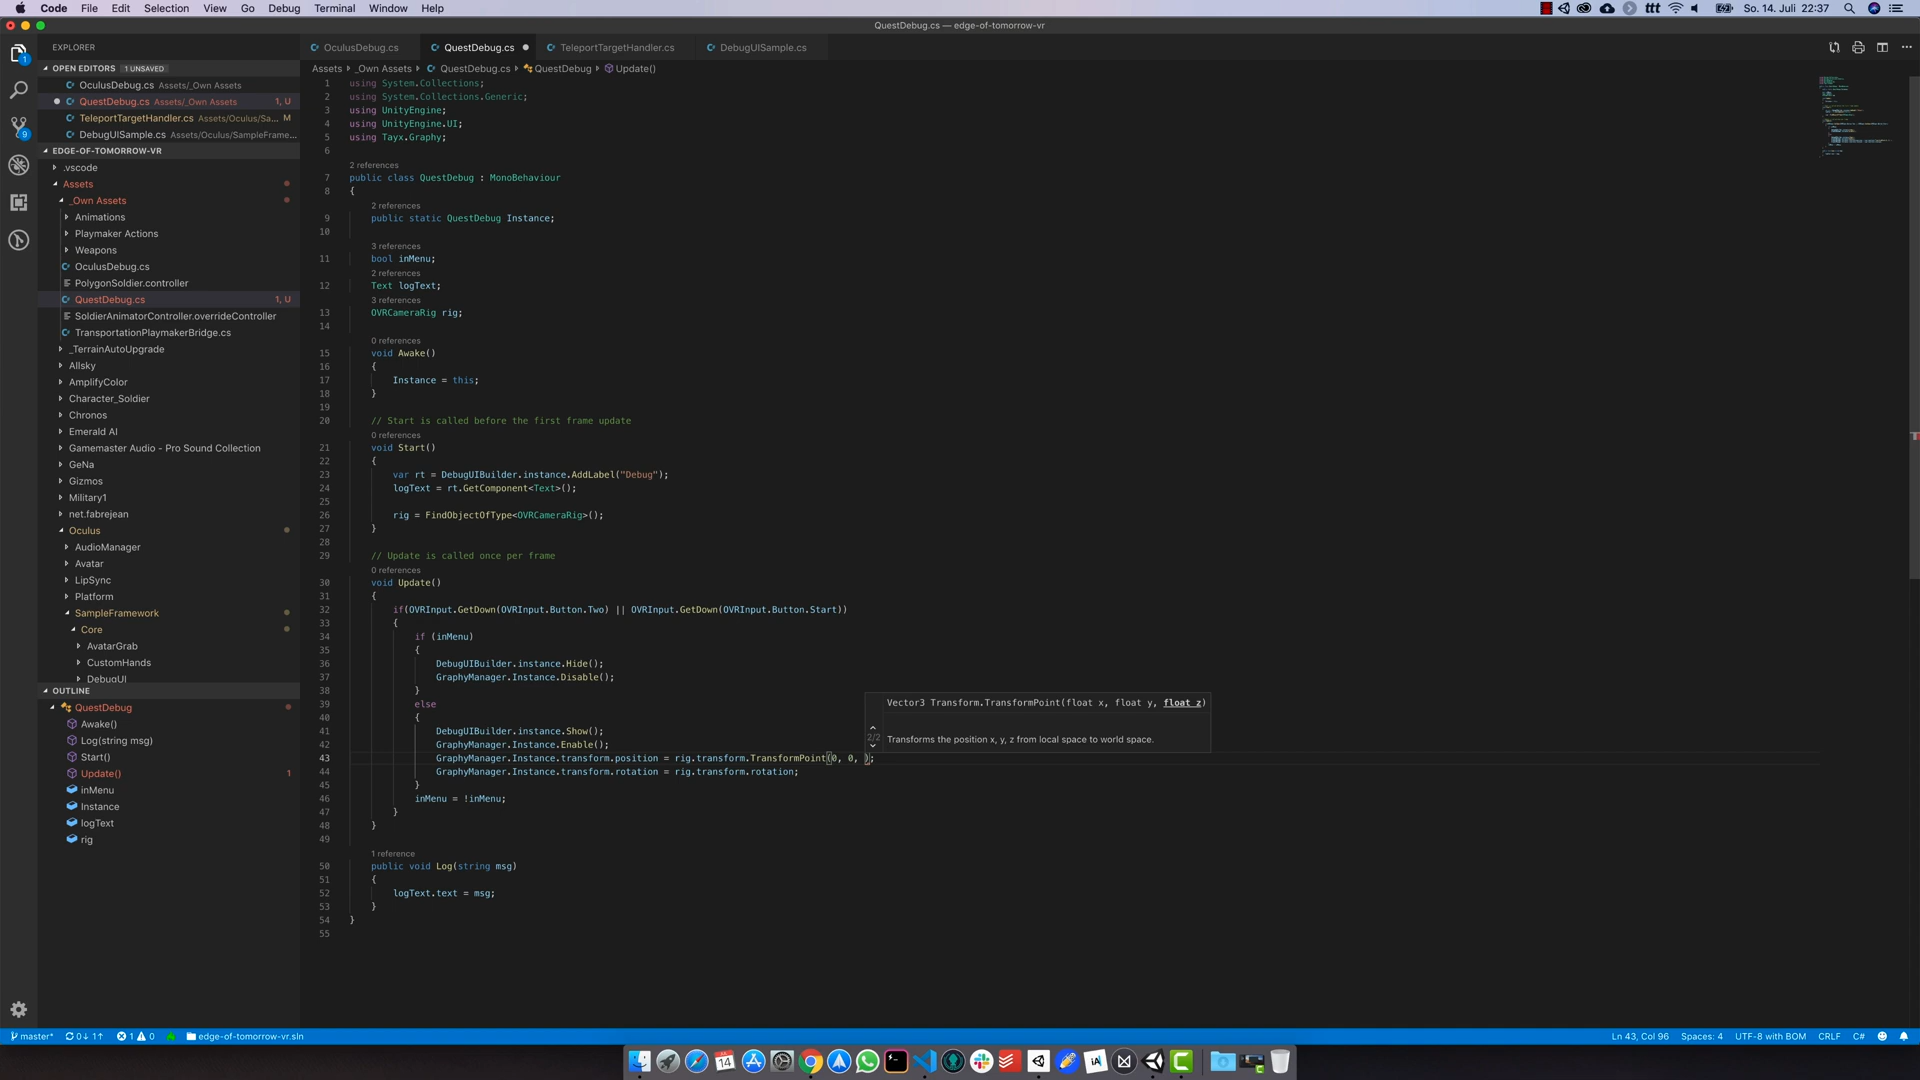 Code File Edit Selection View Go Debug Terminal Window Help
ttt So. 14. Juli 22:37
QuestDebug.cs — edge-of-tomorrow-vr
EXPLORER
OPEN EDITORS 1 UNSAVED
OculusDebug.cs Assets/_Own Assets
QuestDebug.cs Assets/_Own Assets 1, U
TeleportTargetHandler.cs Assets/Oculus/Sa... M
DebugUISample.cs Assets/Oculus/SampleFrame...
EDGE-OF-TOMORROW-VR
.vscode
Assets
_Own Assets
Animations
Playmaker Actions
Weapons
OculusDebug.cs
PolygonSoldier.controller
QuestDebug.cs 1, U
SoldierAnimatorController.overrideController
TransportationPlaymakerBridge.cs
_TerrainAutoUpgrade
Allsky
AmplifyColor
Character_Soldier
Chronos
Emerald AI
Gamemaster Audio - Pro Sound Collection
GeNa
Gizmos
Military1
net.fabrejean
Oculus
AudioManager
Avatar
LipSync
Platform
SampleFramework
Core
AvatarGrab
CustomHands
DebugUI
OUTLINE
QuestDebug
Awake()
Log(string msg)
Start()
Update() 1
inMenu
Instance
logText
rig
OculusDebug.cs QuestDebug.cs TeleportTargetHandler.cs DebugUISample.cs
Assets _Own Assets QuestDebug.cs QuestDebug Update()
1 using System.Collections;
2 using System.Collections.Generic;
3 using UnityEngine;
4 using UnityEngine.UI;
5 using Tayx.Graphy;
6
2 references
7 public class QuestDebug : MonoBehaviour
8 {
2 references
9 public static QuestDebug Instance;
10
3 references
11 bool inMenu;
2 references
12 Text logText;
3 references
13 OVRCameraRig rig;
14
0 references
15 void Awake()
16 {
17 Instance = this;
18 }
19
20 // Start is called before the first frame update
0 references
21 void Start()
22 {
23 var rt = DebugUIBuilder.instance.AddLabel("Debug");
24 logText = rt.GetComponent<Text>();
25
26 rig = FindObjectOfType<OVRCameraRig>();
27 }
28
29 // Update is called once per frame
0 references
30 void Update()
31 {
32 if(OVRInput.GetDown(OVRInput.Button.Two) || OVRInput.GetDown(OVRInput.Button.Start))
33 {
34 if (inMenu)
35 {
36 DebugUIBuilder.instance.Hide();
37 GraphyManager.Instance.Disable();
38 }
39 else
40 {
41 DebugUIBuilder.instance.Show();
42 GraphyManager.Instance.Enable();
43 GraphyManager.Instance.transform.position = rig.transform.TransformPoint(0, 0, );
44 GraphyManager.Instance.transform.rotation = rig.transform.rotation;
45 }
46 inMenu = !inMenu;
47 }
48 }
49
1 reference
50 public void Log(string msg)
51 {
52 logText.text = msg;
53 }
54 }
55
Vector3 Transform.TransformPoint(float x, float y, float z)
2/2
Transforms the position x, y, z from local space to world space.
master* 0↓ 1↑ 1 0 edge-of-tomorrow-vr.sln
Ln 43, Col 96 Spaces: 4 UTF-8 with BOM CRLF C#
1
9
14
iA